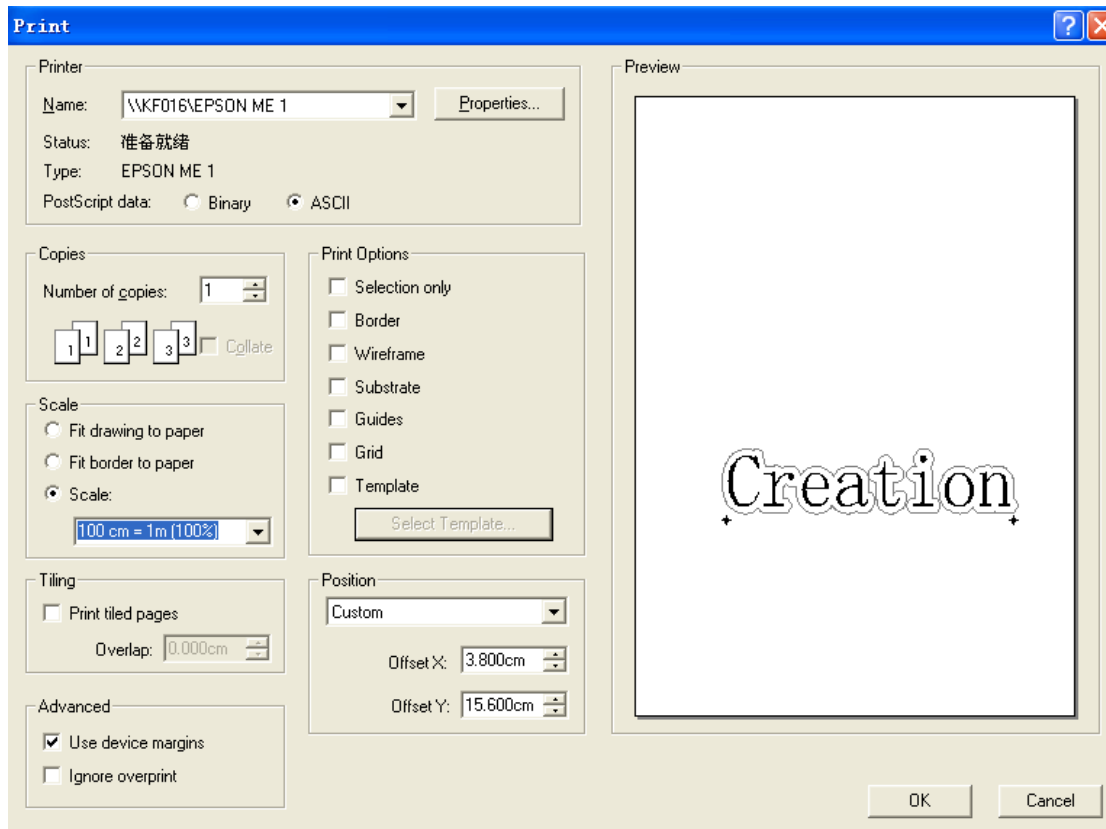 Print
Printer
Name: \\KF016\EPSON ME 1 Properties...
Status: 准备就绪
Type: EPSON ME 1
PostScript data: Binary ASCII
Copies
Number of copies: 1
1 1 2 2 3 3 Collate
Scale
Fit drawing to paper
Fit border to paper
Scale:
100 cm = 1m (100%)
Tiling
Print tiled pages
Overlap: 0.000cm
Advanced
Use device margins
Ignore overprint
Print Options
Selection only
Border
Wireframe
Substrate
Guides
Grid
Template
Select Template...
Position
Custom
Offset X: 3.800cm
Offset Y: 15.600cm
Preview
Creation
OK Cancel